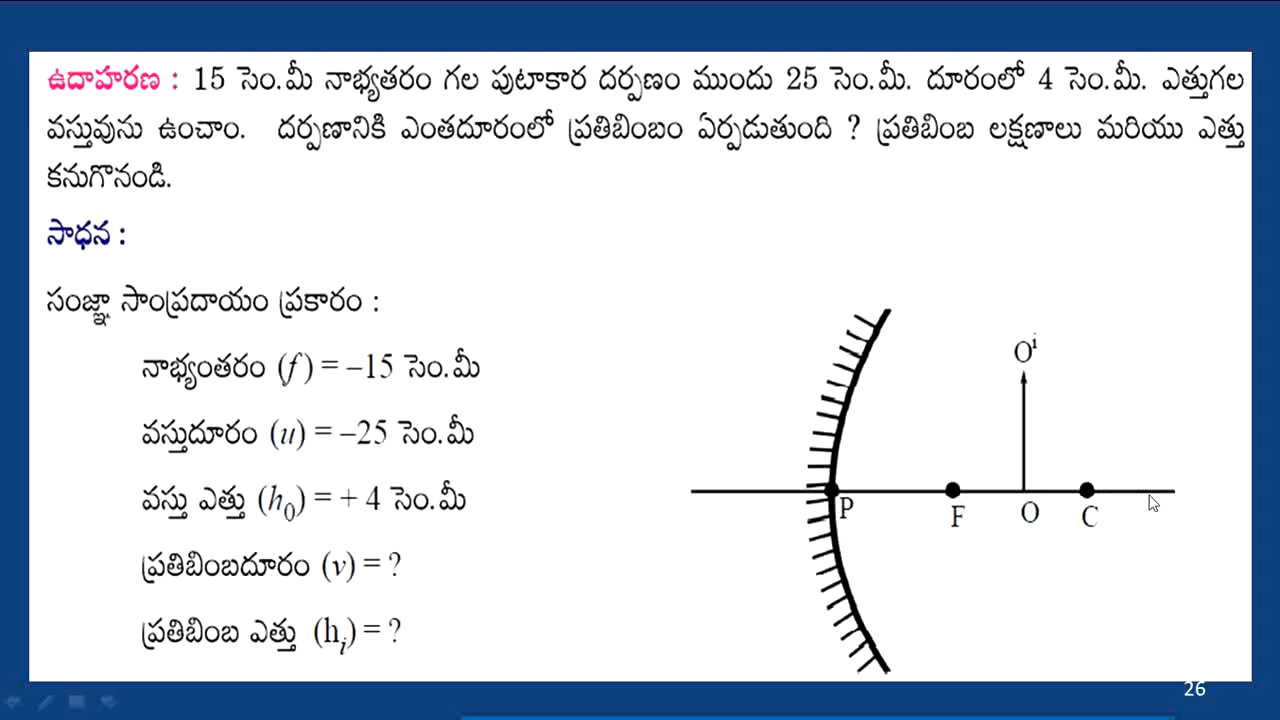 ఉదాహరణ : 15 సెం.మీ నాభ్యతరం గల పుటాకార దర్పణం ముందు 25 సెం.మీ. దూరంలో 4 సెం.మీ. ఎత్తుగల
వస్తువును ఉంచాం. దర్పణానికి ఎంతదూరంలో ప్రతిబింబం ఏర్పడుతుంది ? ప్రతిబింబ లక్షణాలు మరియు ఎత్తు
కనుగొనండి.
సాధన :
సంజ్ఞా సాంప్రదాయం ప్రకారం :
నాభ్యంతరం (f) = –15 సెం.మీ
వస్తుదూరం (u) = –25 సెం.మీ
వస్తు ఎత్తు (h₀) = + 4 సెం.మీ
ప్రతిబింబదూరం (v) = ?
ప్రతిబింబ ఎత్తు (hᵢ) = ?
Oⁱ
P F O C
26